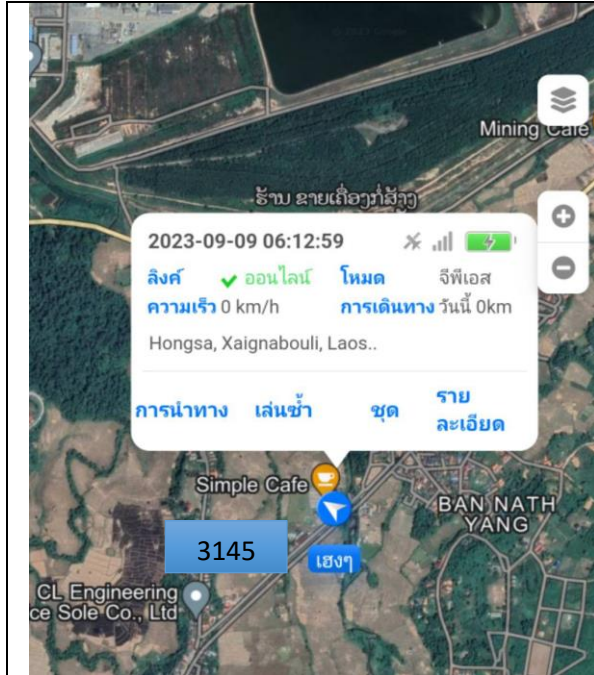 Mining Cafe
ຮ້ານ ຂາຍເຄື່ອງກໍ່ສ້າງ
2023-09-09 06:12:59
ลิงค์ ออนไลน์ โหมด จีพีเอส
ความเร็ว 0 km/h การเดินทาง วันนี้ 0km
Hongsa, Xaignabouli, Laos..
การนำทาง เล่นซ้ำ ชุด ราย
ละเอียด
Simple Cafe
BAN NATH
YANG
3145
เฮงๆ
CL Engineering
ce Sole Co., Ltd